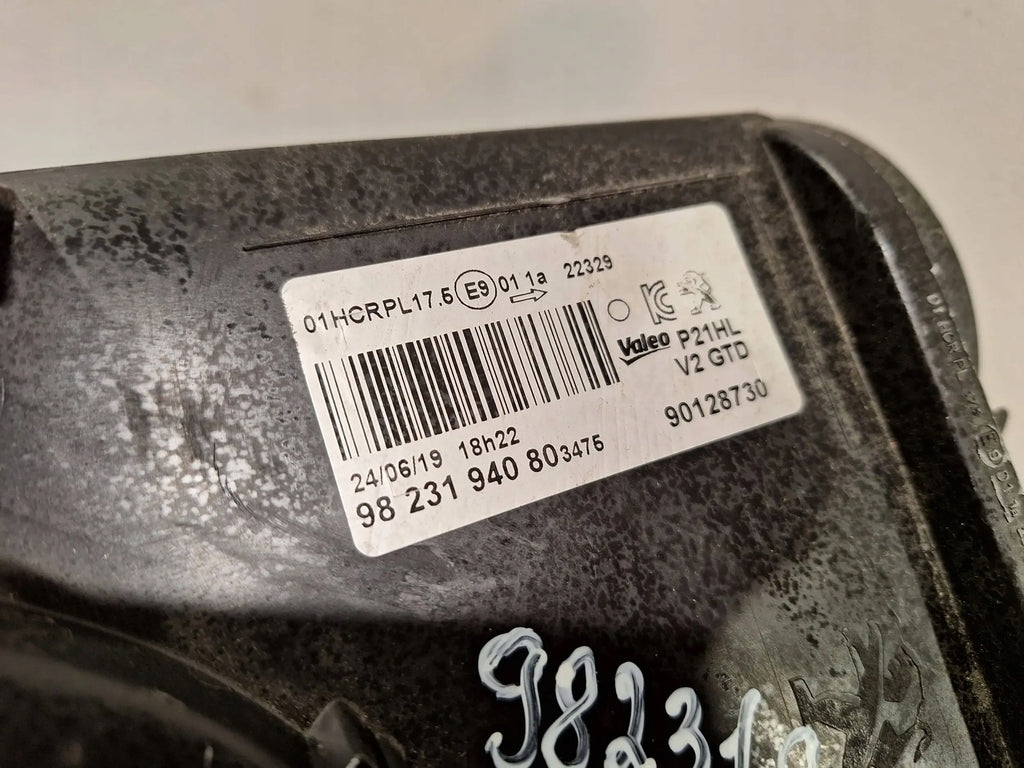 01HCRPL17.5 E9 01 1a 22329
Valeo P21HL
V2 GTD
24/06/19 18h22
90128730
98 231 940 80 3475
98231